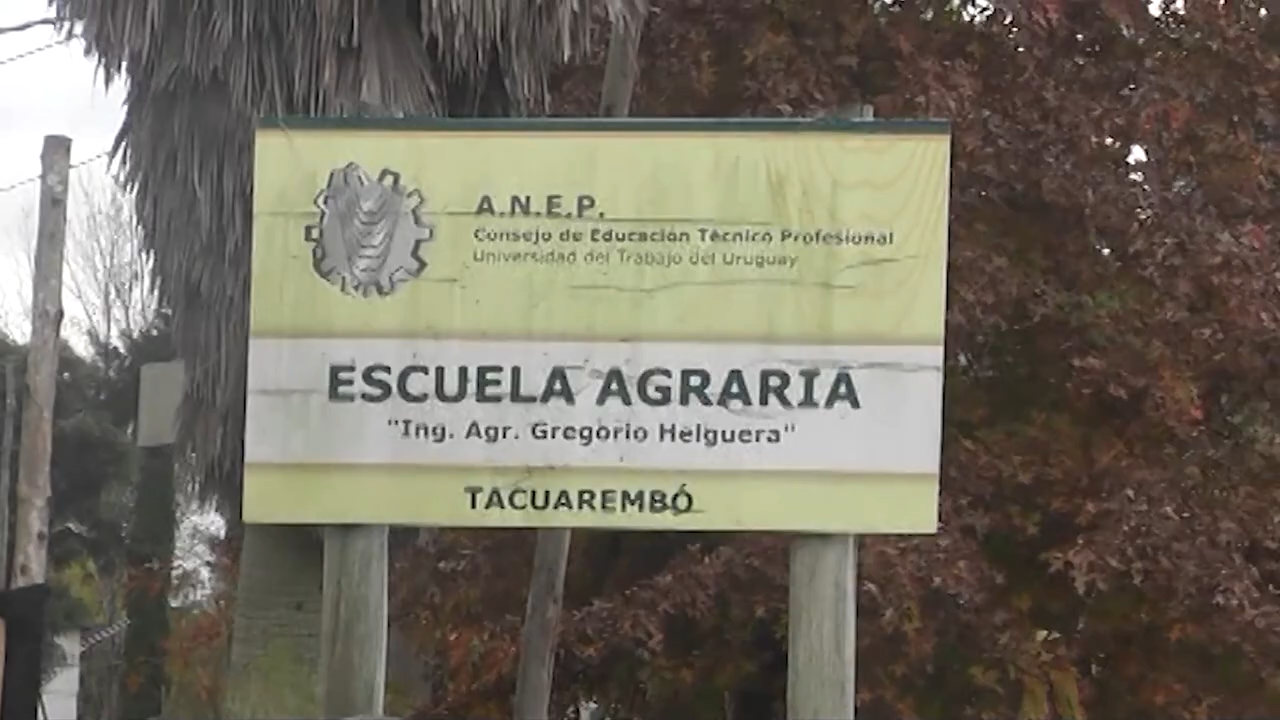 A.N.E.P.
Consejo de Educación Técnico Profesional
Universidad del Trabajo del Uruguay
ESCUELA AGRARIA
"Ing. Agr. Gregorio Helguera"
TACUAREMBÓ